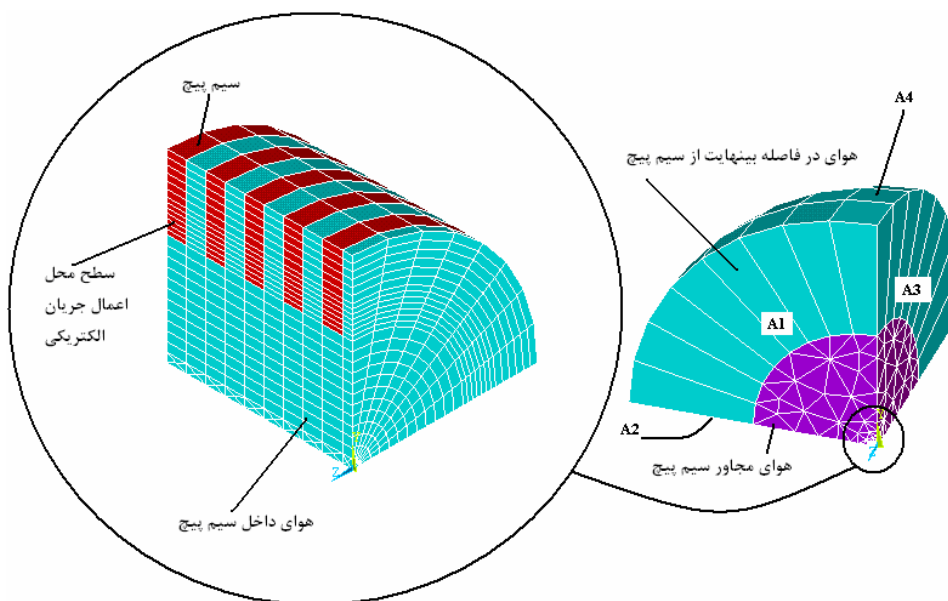 سیم پیچ
سطح محل
اعمال جریان
الکتریکی
هوای داخل سیم پیچ
Y
Z
A4
هوای در فاصله بینهایت از سیم پیچ
A3
A1
A2
هوای مجاور سیم پیچ
Z